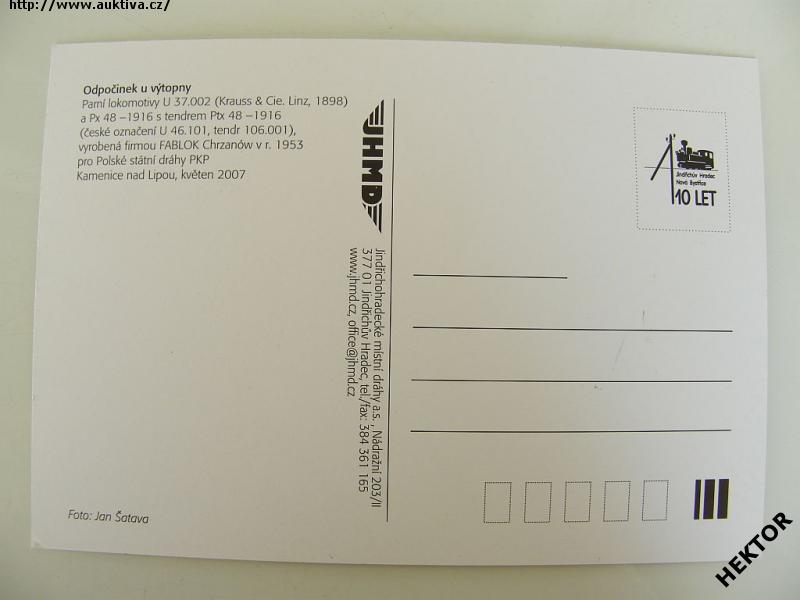 http://www.auktiva.cz/
Odpočinek u výtopny
Parní lokomotivy U 37.002 (Krauss & Cie. Linz, 1898)
a Px 48 –1916 s tendrem Ptx 48 –1916
(české označení U 46.101, tendr 106.001),
vyrobená firmou FABLOK Chrzanów v r. 1953
pro Polské státní dráhy PKP
Kamenice nad Lipou, květen 2007
JHMD
Jindřichohradecké místní dráhy a.s., Nádražní 203/II
377 01 Jindřichův Hradec, tel./fax: 384 361 165
www.jhmd.cz, office@jhmd.cz
Jindřichův Hradec
Nová Bystřice
10 LET
Foto: Jan Šatava
HEKTOR